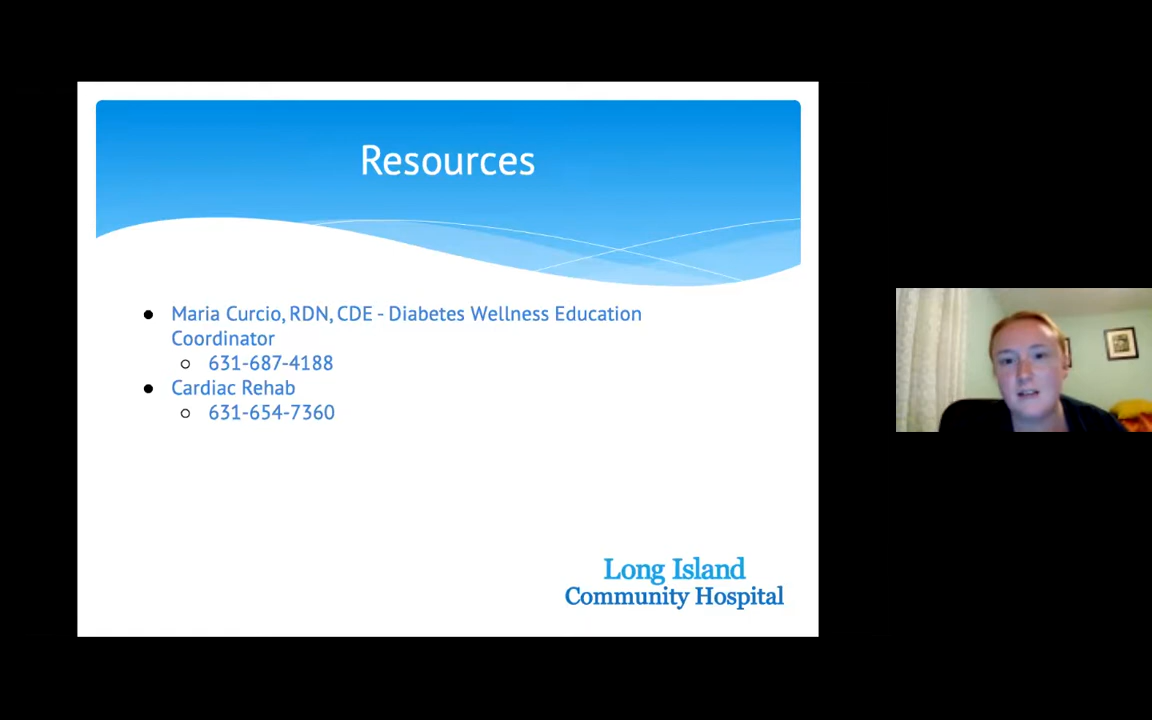 Resources
● Maria Curcio, RDN, CDE - Diabetes Wellness Education
Coordinator
○ 631-687-4188
● Cardiac Rehab
○ 631-654-7360
Long Island
Community Hospital